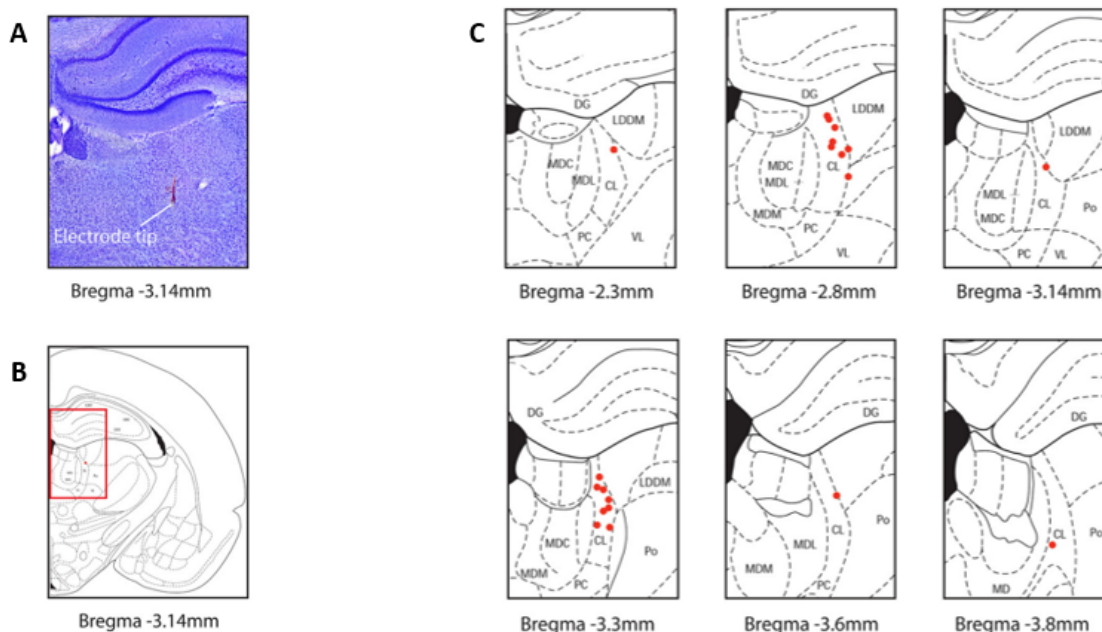 A
Electrode tip
Bregma -3.14mm
B
Bregma -3.14mm
C
DG
LDDM
MDC
MDL
CL
PC
VL
Bregma -2.3mm
DG
LDDM
MDC
CL
MDL
MDM
PC
VL
Bregma -2.8mm
DG
LDDM
MDL
CL
Po
MDC
PC
VL
Bregma -3.14mm
DG
LDDM
MDC
CL
Po
MDM
PC
Bregma -3.3mm
DG
CL
Po
MDL
MDM
PC
Bregma -3.6mm
DG
CL
Po
MD
Bregma -3.8mm